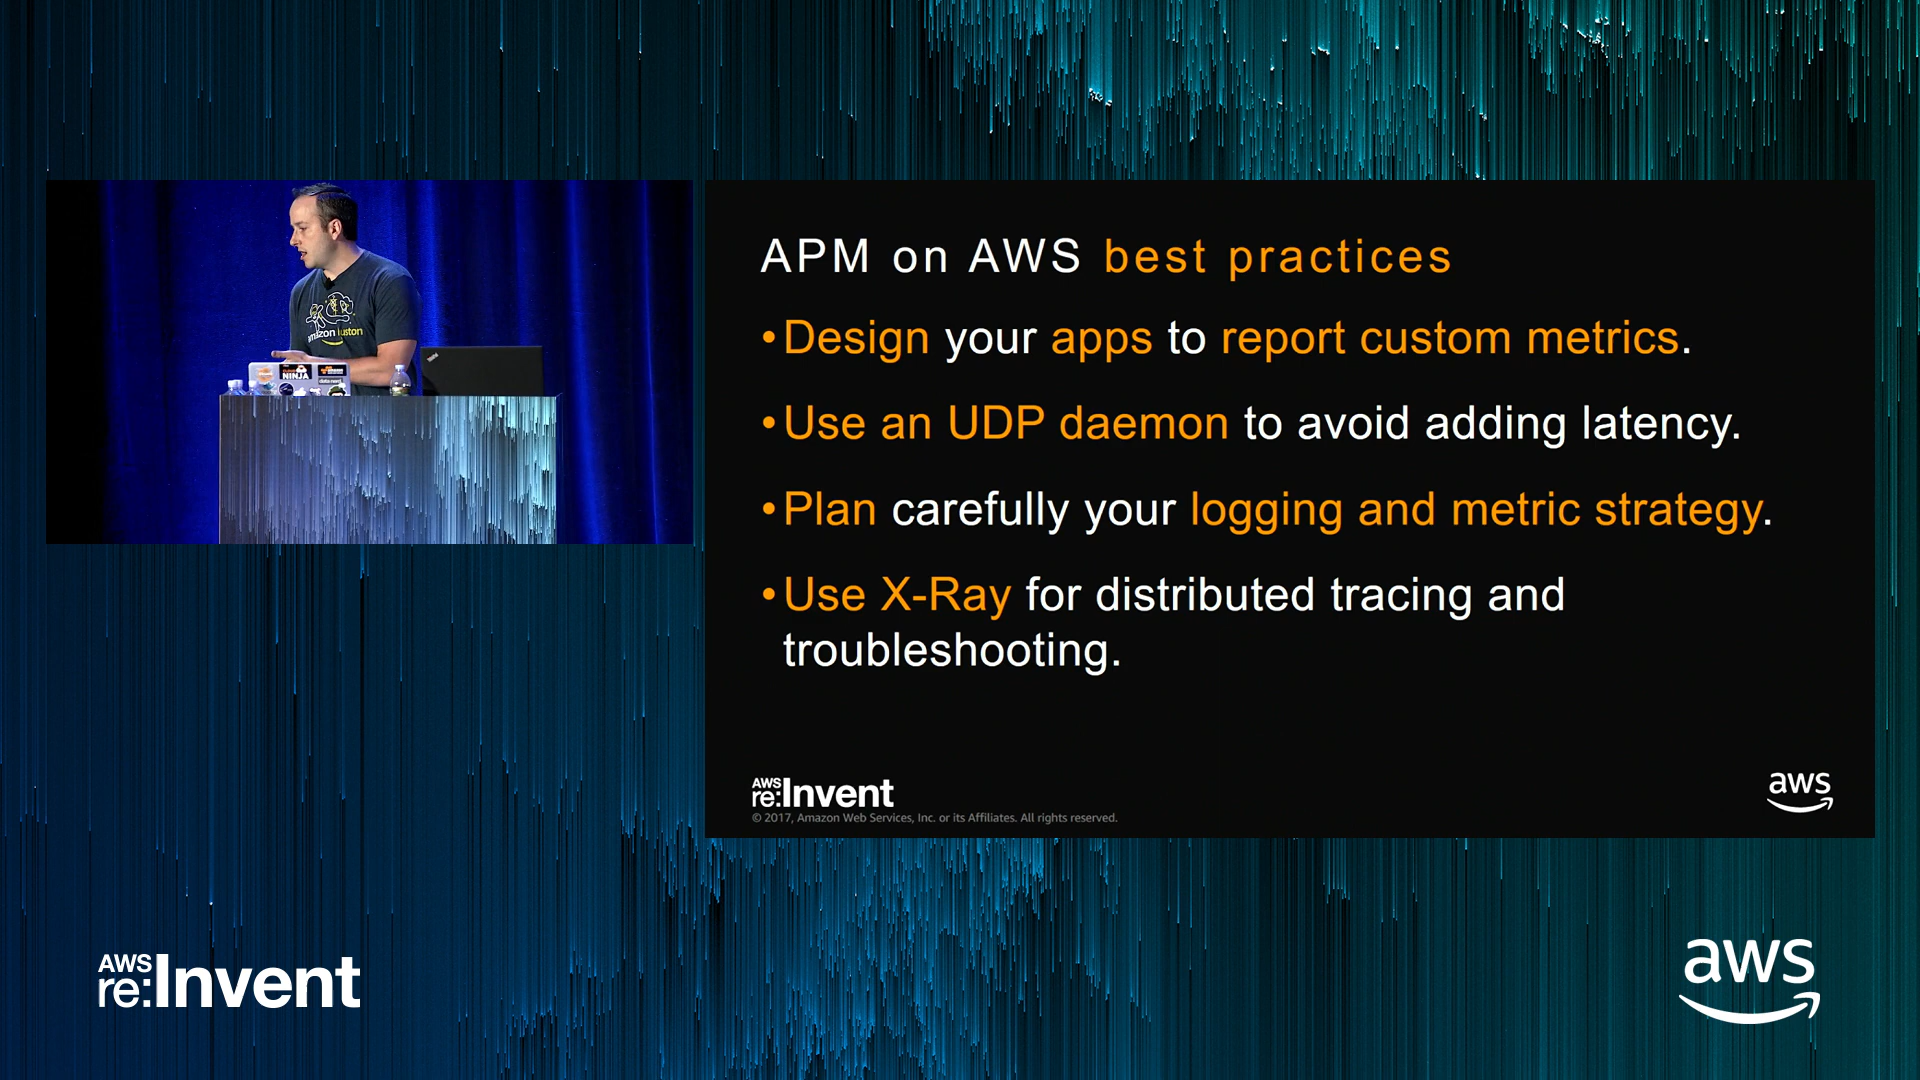 APM on AWS best practices
•Design your apps to report custom metrics.
•Use an UDP daemon to avoid adding latency.
•Plan carefully your logging and metric strategy.
•Use X-Ray for distributed tracing and
troubleshooting.
AWS
re:Invent
© 2017, Amazon Web Services, Inc. or its Affiliates. All rights reserved.
aws
NINJA
AWS
re:Invent
aws